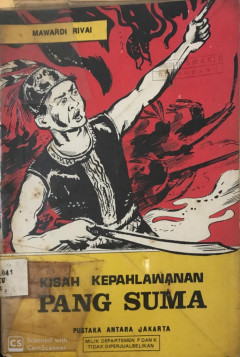 MAWARDI RIVAI
KISAH KEPAHLAWANAN
PANG SUMA
PUSTAKA ANTARA JAKARTA
MILIK DEPARTEMEN P DAN K
TIDAK DIPERJUALBELIKAN
CS
Scanned with
CamScanner